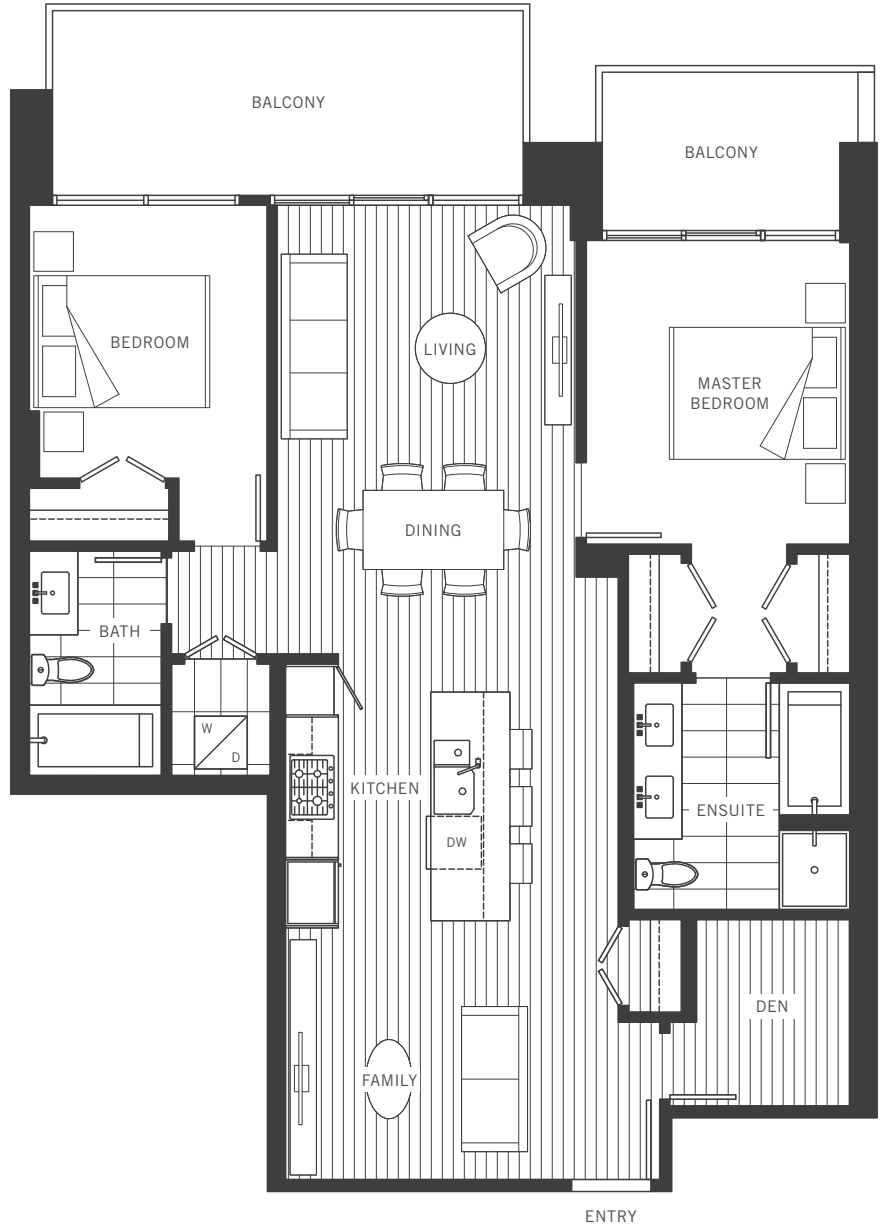 BALCONY
BALCONY
BEDROOM
LIVING
MASTER
BEDROOM
DINING
BATH
W
D
KITCHEN
ENSUITE
DW
DEN
FAMILY
ENTRY